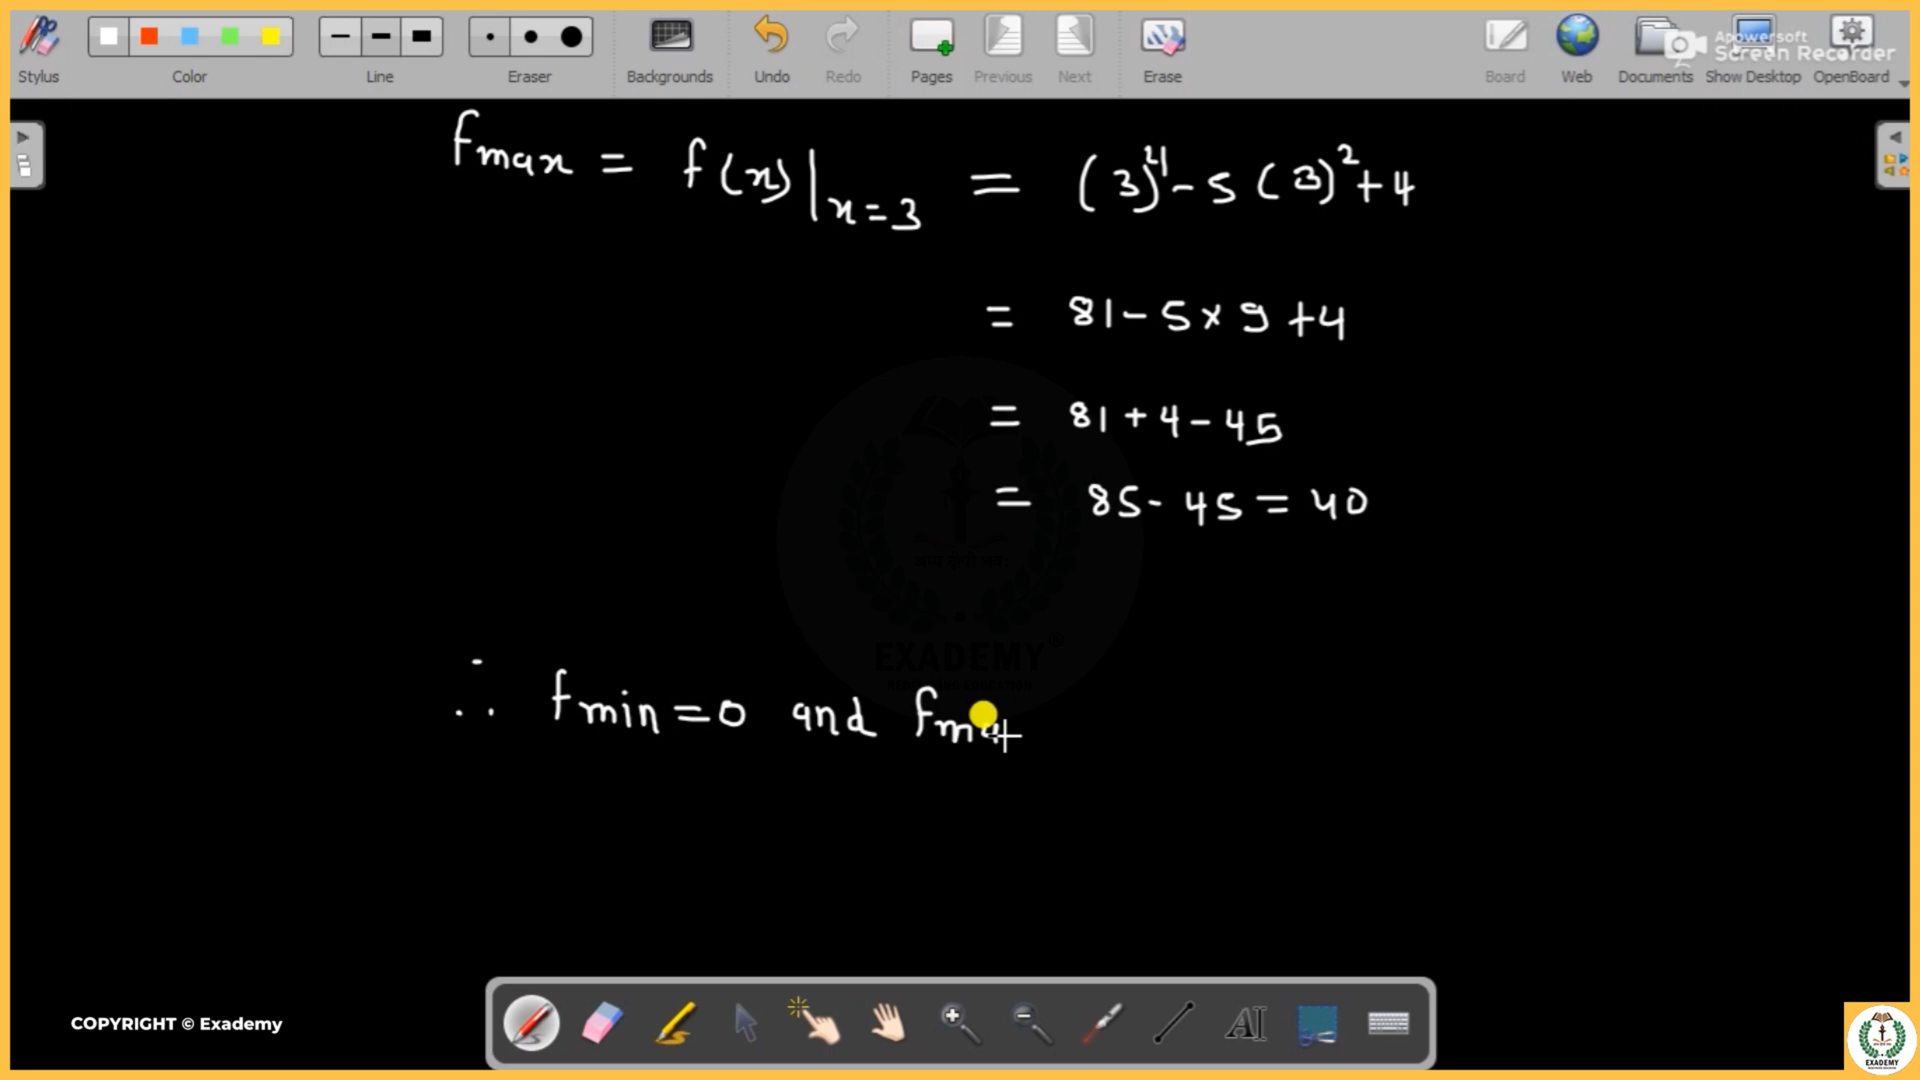 Stylus Color Line Eraser Backgrounds Undo Redo Pages Previous Next Erase Board Web Documents Show Desktop OpenBoard
Apowersoft
Screen Recorder
fmax = f(x)|x=3 = (3)^4 - 5(3)^2 + 4
= 81 - 5 × 9 + 4
= 81 + 4 - 45
= 85 - 45 = 40
EXADEMY
∴ fmin = 0 and fma
COPYRIGHT © Exademy
EXADEMY